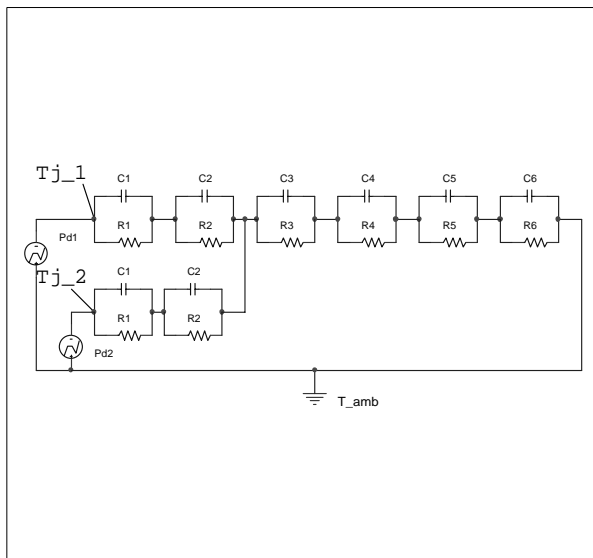 Tj_1
C1 C2 C3 C4 C5 C6
R1 R2 R3 R4 R5 R6
Pd1
Tj_2
C1 C2
R1 R2
Pd2
T_amb